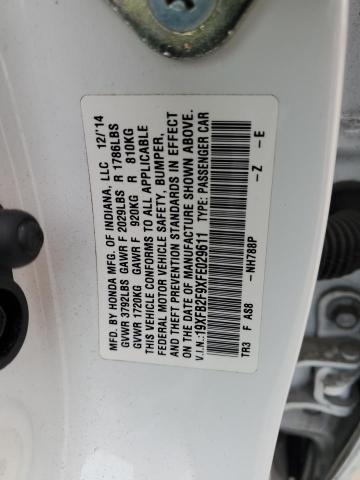 MFD. BY HONDA MFG. OF INDIANA, LLC 12/'14
GVWR 3792LBS GAWR F 2029LBS R 1786LBS
GVWR 1720KG GAWR F 920KG R 810KG
THIS VEHICLE CONFORMS TO ALL APPLICABLE
FEDERAL MOTOR VEHICLE SAFETY, BUMPER,
AND THEFT PREVENTION STANDARDS IN EFFECT
ON THE DATE OF MANUFACTURE SHOWN ABOVE.
V.I.N.: 19XFB2F9XFE029611 TYPE: PASSENGER CAR
TR3 F AS8 - NH788P - Z - E